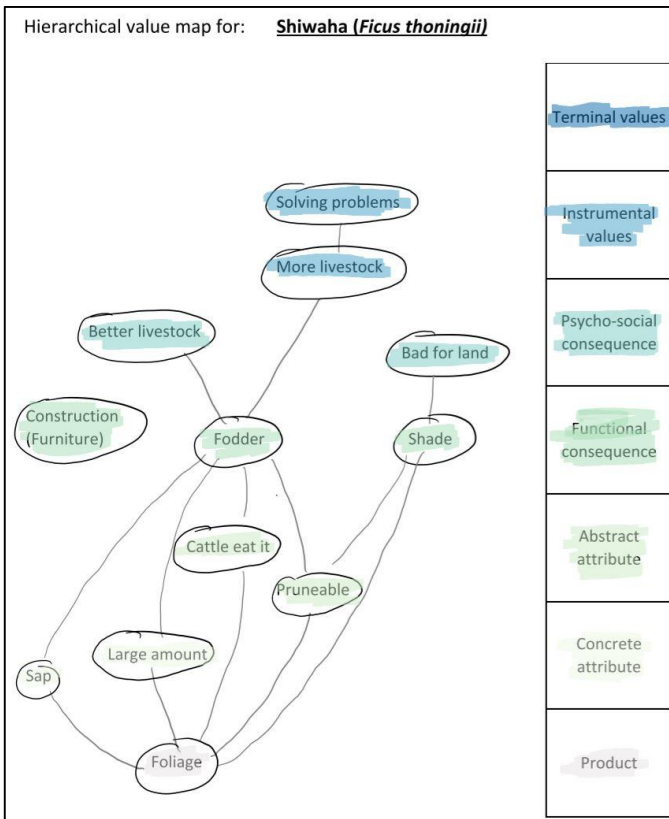 Hierarchical value map for: Shiwaha (Ficus thoningii)
Terminal values
Solving problems
Instrumental
values
More livestock
Better livestock
Psycho-social
consequence
Bad for land
Construction
(Furniture)
Fodder
Shade
Functional
consequence
Cattle eat it
Abstract
attribute
Pruneable
Large amount
Concrete
attribute
Sap
Foliage
Product